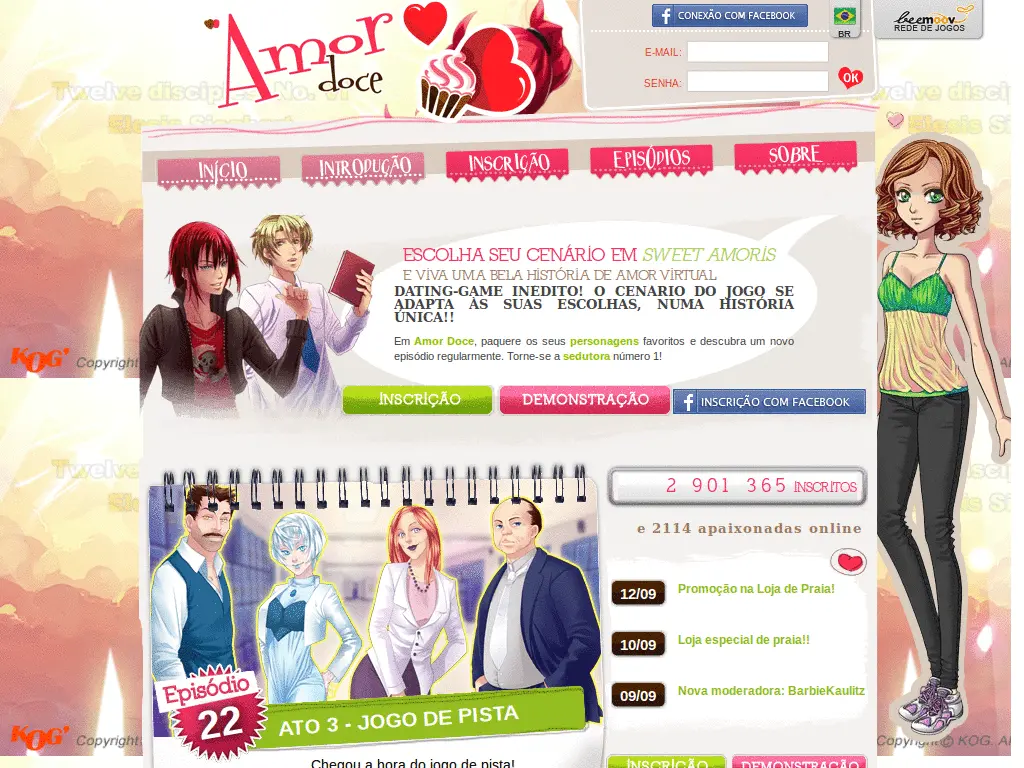 Amor
doce
CONEXÃO COM FACEBOOK
BR
beemoov
REDE DE JOGOS
E-MAIL:
SENHA:
OK
Twelve disciples No. VI
Twelve disciples
INÍCIO
INTRODUÇÃO
INSCRIÇÃO
EPISÓDIOS
SOBRE
ESCOLHA SEU CENÁRIO EM SWEET AMORIS
E VIVA UMA BELA HISTÓRIA DE AMOR VIRTUAL
DATING-GAME INEDITO! O CENARIO DO JOGO SE
ADAPTA ÀS SUAS ESCOLHAS, NUMA HISTÓRIA
ÚNICA!!
Em Amor Doce, paquere os seus personagens favoritos e descubra um novo
episódio regularmente. Torne-se a sedutora número 1!
KOG
Copyright
INSCRIÇÃO
DEMONSTRAÇÃO
INSCRIÇÃO COM FACEBOOK
Twelve
2 901 365 INSCRITOS
e 2114 apaixonadas online
12/09
Promoção na Loja de Praia!
10/09
Loja especial de praia!!
09/09
Nova moderadora: BarbieKaulitz
Episódio
22
ATO 3 - JOGO DE PISTA
KOG
Copyright
Copyright © KOG. Al
Chegou a hora do jogo de pista!
INSCRIÇÃO
DEMONSTRAÇÃO